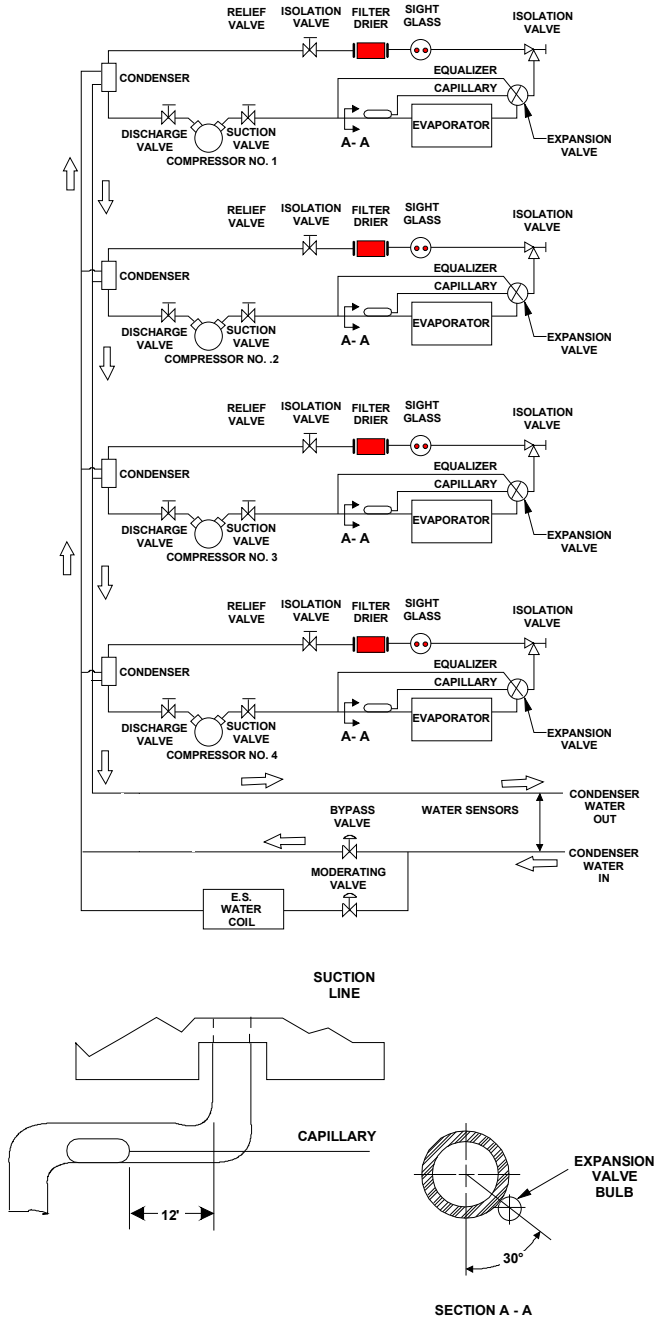 RELIEF VALVE
ISOLATION VALVE
FILTER DRIER
SIGHT GLASS
ISOLATION VALVE
CONDENSER
EQUALIZER
CAPILLARY
DISCHARGE VALVE
SUCTION VALVE
COMPRESSOR NO. 1
A- A
EVAPORATOR
EXPANSION VALVE
RELIEF VALVE
ISOLATION VALVE
FILTER DRIER
SIGHT GLASS
ISOLATION VALVE
CONDENSER
EQUALIZER
CAPILLARY
DISCHARGE VALVE
SUCTION VALVE
COMPRESSOR NO. .2
A- A
EVAPORATOR
EXPANSION VALVE
RELIEF VALVE
ISOLATION VALVE
FILTER DRIER
SIGHT GLASS
ISOLATION VALVE
CONDENSER
EQUALIZER
CAPILLARY
DISCHARGE VALVE
SUCTION VALVE
COMPRESSOR NO. 3
A- A
EVAPORATOR
EXPANSION VALVE
RELIEF VALVE
ISOLATION VALVE
FILTER DRIER
SIGHT GLASS
ISOLATION VALVE
CONDENSER
EQUALIZER
CAPILLARY
DISCHARGE VALVE
SUCTION VALVE
COMPRESSOR NO. 4
A- A
EVAPORATOR
EXPANSION VALVE
CONDENSER WATER OUT
BYPASS VALVE
WATER SENSORS
CONDENSER WATER IN
MODERATING VALVE
E.S. WATER COIL
SUCTION LINE
CAPILLARY
12'
EXPANSION VALVE BULB
30°
SECTION A - A